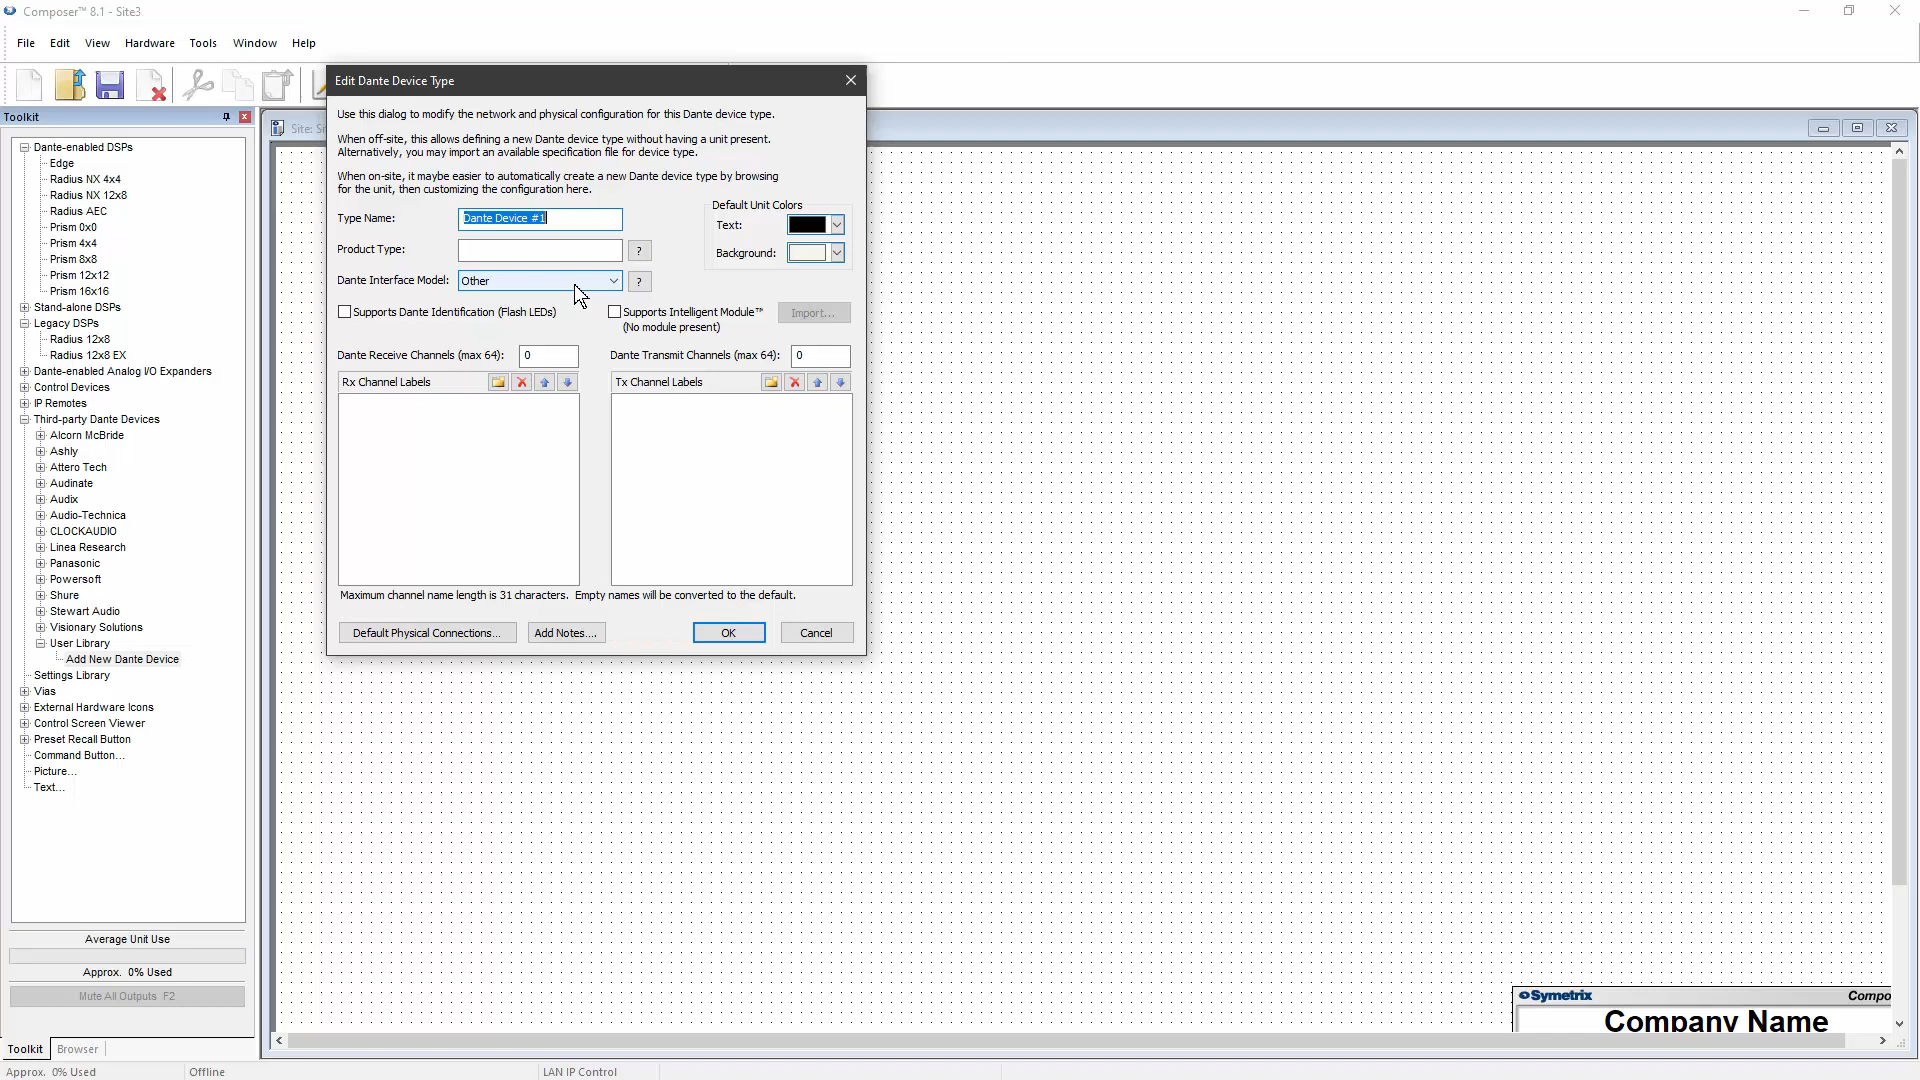 Composer™ 8.1 - Site3
File Edit View Hardware Tools Window Help
Toolkit
Dante-enabled DSPs
Edge
Radius NX 4x4
Radius NX 12x8
Radius AEC
Prism 0x0
Prism 4x4
Prism 8x8
Prism 12x12
Prism 16x16
Stand-alone DSPs
Legacy DSPs
Radius 12x8
Radius 12x8 EX
Dante-enabled Analog I/O Expanders
Control Devices
IP Remotes
Third-party Dante Devices
Alcorn McBride
Ashly
Attero Tech
Audinate
Audix
Audio-Technica
CLOCKAUDIO
Linea Research
Panasonic
Powersoft
Shure
Stewart Audio
Visionary Solutions
User Library
Add New Dante Device
Settings Library
Vias
External Hardware Icons
Control Screen Viewer
Preset Recall Button
Command Button...
Picture...
Text...
Average Unit Use
Approx. 0% Used
Mute All Outputs F2
Toolkit Browser
Approx. 0% Used Offline LAN IP Control
Site:
Edit Dante Device Type
Use this dialog to modify the network and physical configuration for this Dante device type.
When off-site, this allows defining a new Dante device type without having a unit present.
Alternatively, you may import an available specification file for device type.
When on-site, it maybe easier to automatically create a new Dante device type by browsing
for the unit, then customizing the configuration here.
Type Name: Dante Device #1
Product Type: ?
Dante Interface Model: Other ?
Default Unit Colors
Text:
Background:
Supports Dante Identification (Flash LEDs)
Supports Intelligent Module™ Import...
(No module present)
Dante Receive Channels (max 64): 0
Dante Transmit Channels (max 64): 0
Rx Channel Labels
Tx Channel Labels
Maximum channel name length is 31 characters. Empty names will be converted to the default.
Default Physical Connections... Add Notes.... OK Cancel
Symetrix Compo
Company Name